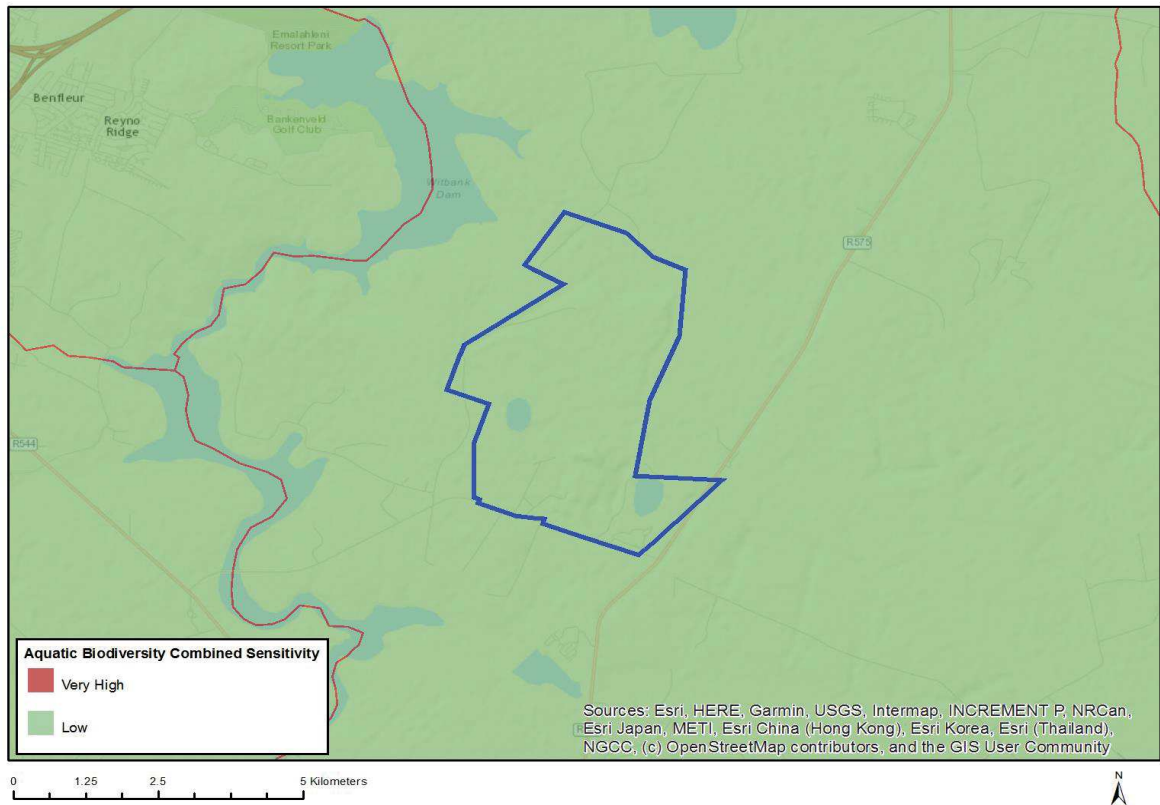 Emalahleni
Resort Park
Benfleur
Reyno
Ridge
Bankenveld
Golf Club
Witbank
Dam
R575
R544
Aquatic Biodiversity Combined Sensitivity
Very High
Low
Sources: Esri, HERE, Garmin, USGS, Intermap, INCREMENT P, NRCan,
Esri Japan, METI, Esri China (Hong Kong), Esri Korea, Esri (Thailand),
NGCC, (c) OpenStreetMap contributors, and the GIS User Community
0 1.25 2.5 5 Kilometers
N